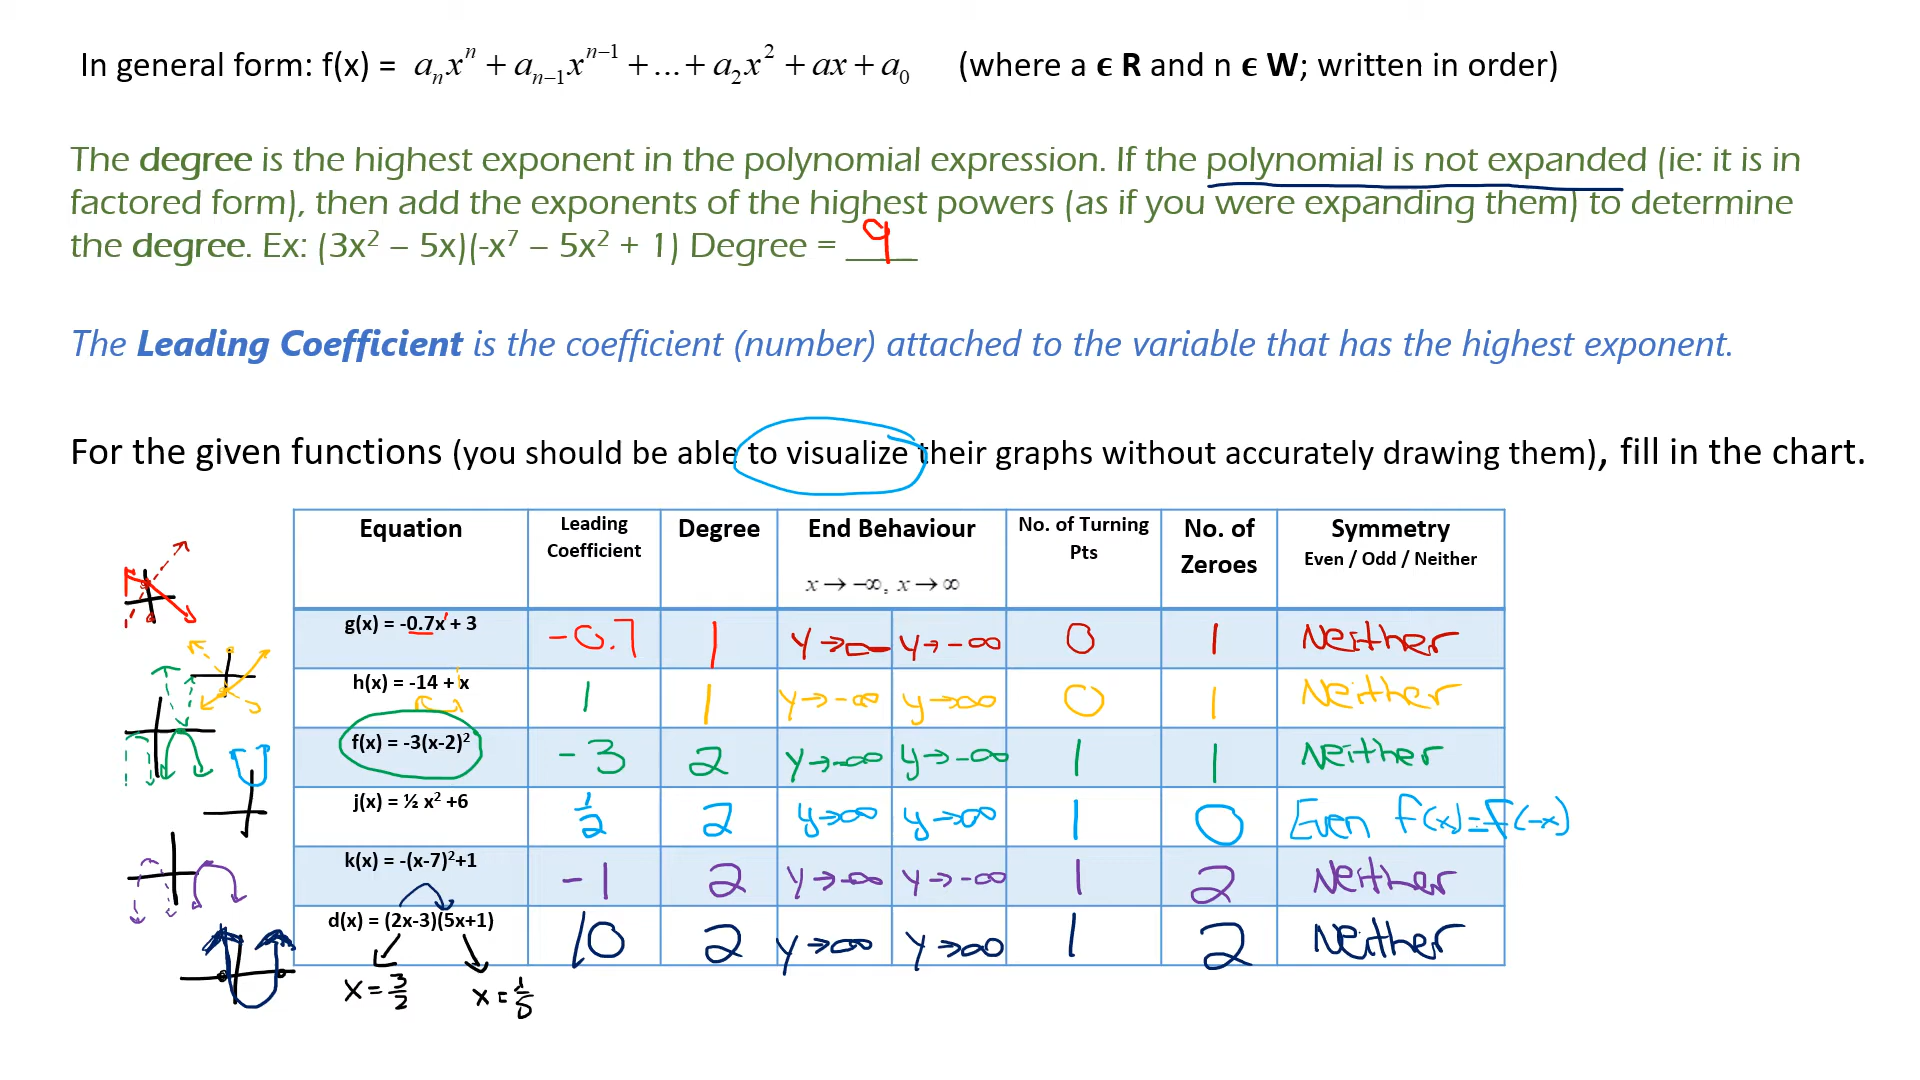 In general form: f(x) = aₙxⁿ + aₙ₋₁xⁿ⁻¹ + ... + a₂x² + ax + a₀ (where a ϵ R and n ϵ W; written in order)
The degree is the highest exponent in the polynomial expression. If the polynomial is not expanded (ie: it is in
factored form), then add the exponents of the highest powers (as if you were expanding them) to determine
the degree. Ex: (3x² – 5x)(-x⁷ – 5x² + 1) Degree = 9
The Leading Coefficient is the coefficient (number) attached to the variable that has the highest exponent.
For the given functions (you should be able to visualize their graphs without accurately drawing them), fill in the chart.
Equation Leading Coefficient Degree End Behaviour x → -∞, x → ∞ No. of Turning Pts No. of Zeroes Symmetry Even / Odd / Neither
g(x) = -0.7x¹ + 3 -0.7 1 y→∞ y→-∞ 0 1 Neither
h(x) = -14 + x 1 1 y→-∞ y→∞ 0 1 Neither
f(x) = -3(x-2)² -3 2 y→-∞ y→-∞ 1 1 Neither
j(x) = ½ x² +6 1/2 2 y→∞ y→∞ 1 0 Even f(x)=f(-x)
k(x) = -(x-7)²+1 -1 2 y→-∞ y→-∞ 1 2 Neither
d(x) = (2x-3)(5x+1) 10 2 y→∞ y→∞ 1 2 Neither
x = 3/2 x = 1/5